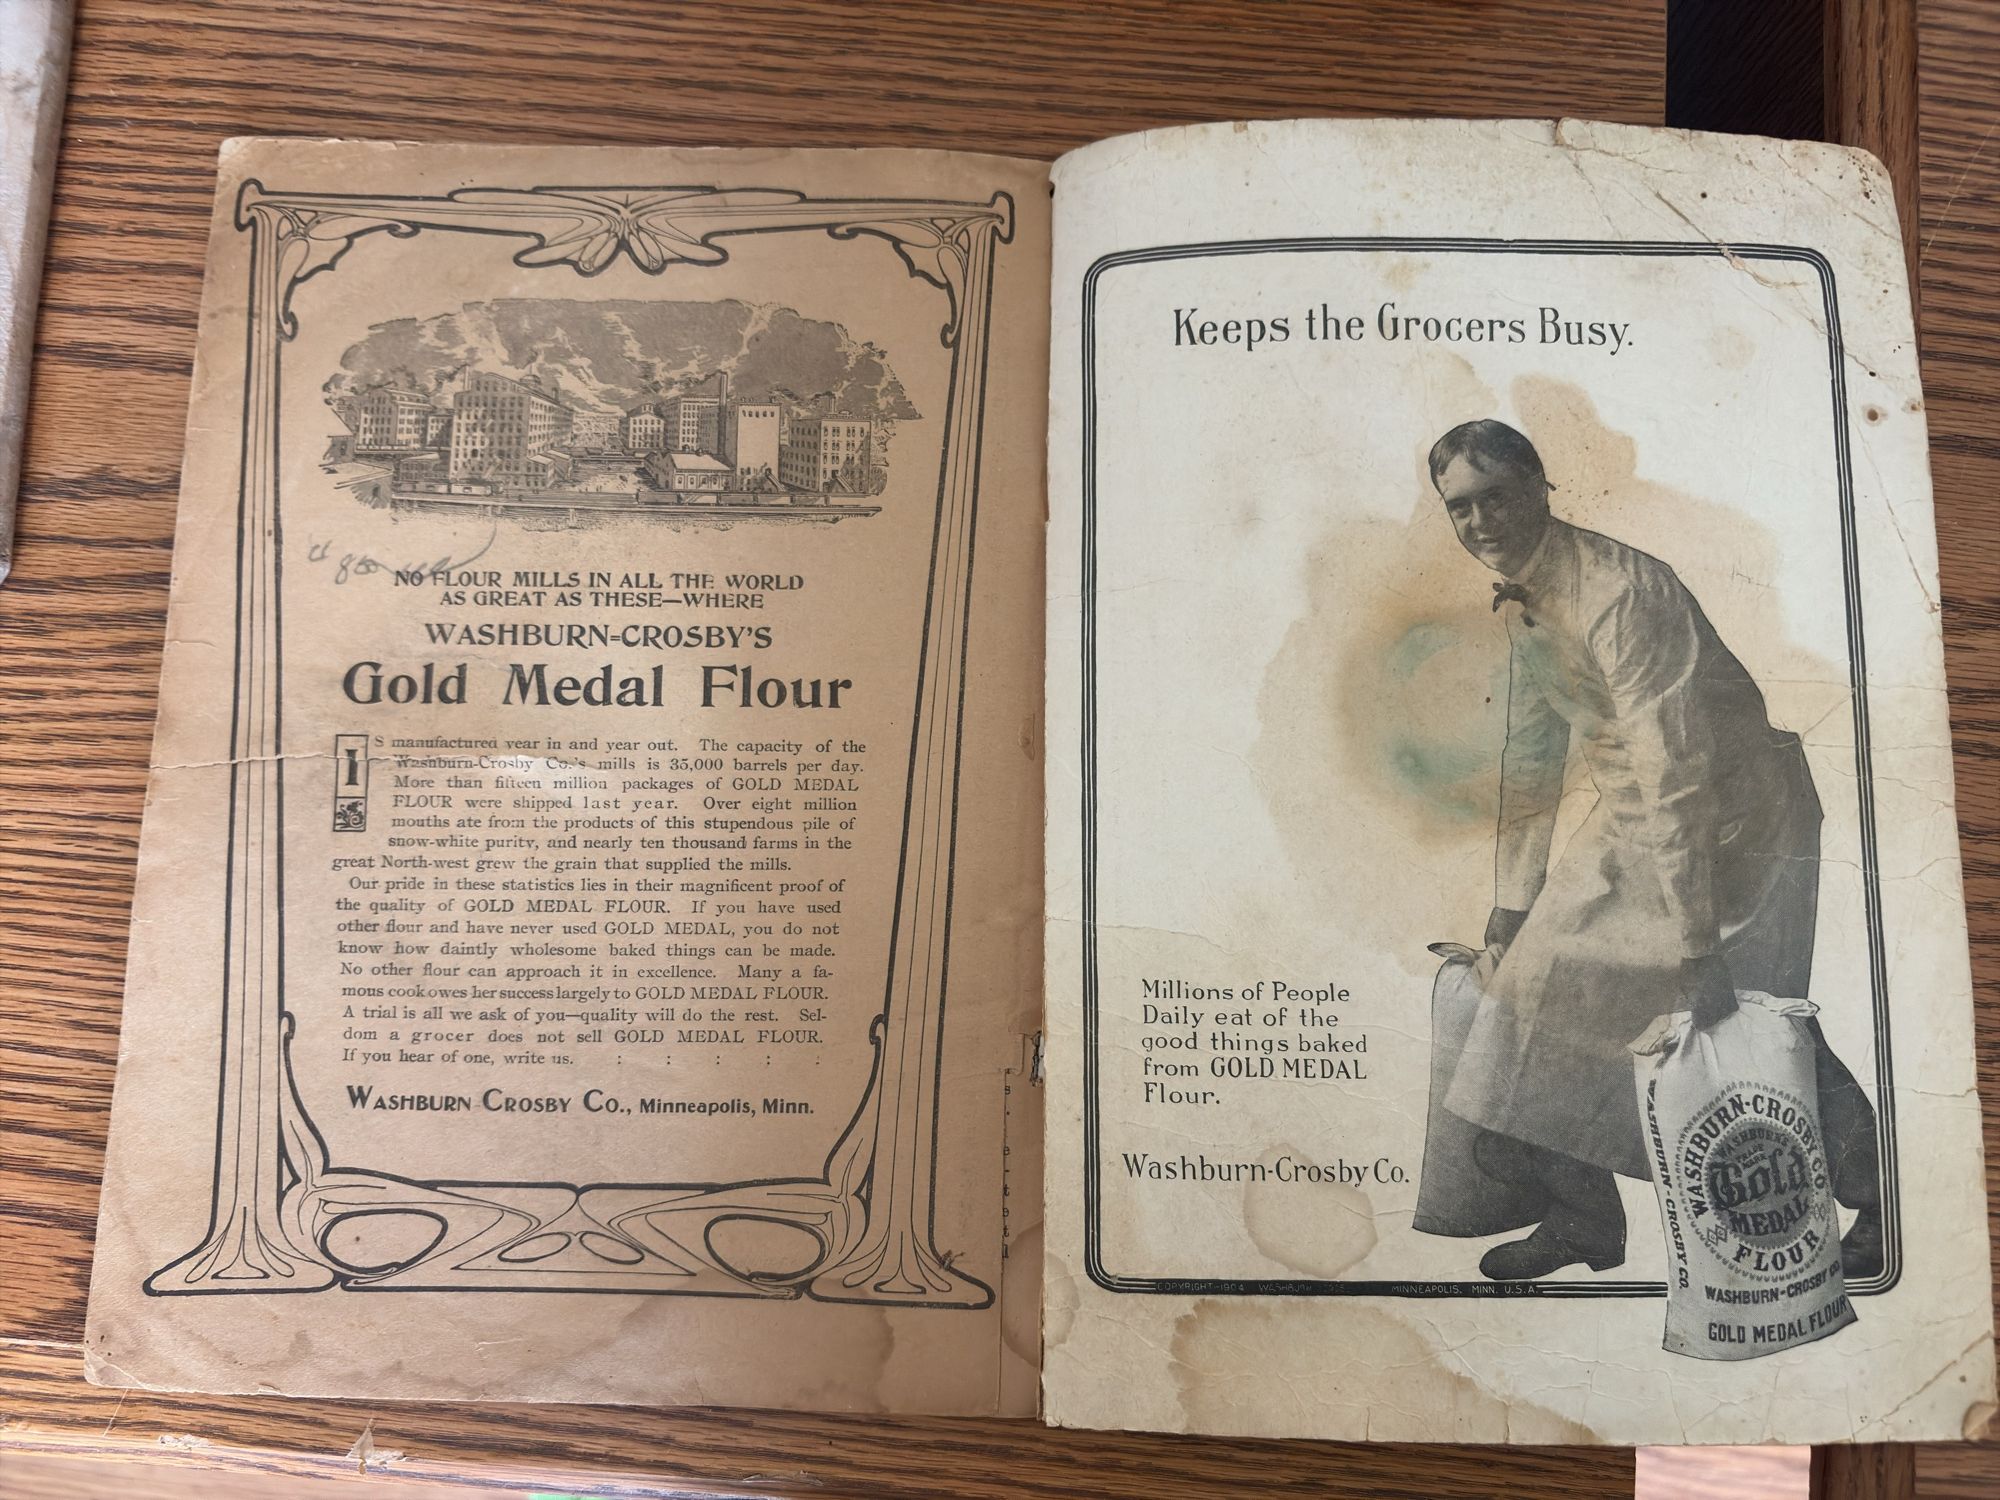 NO FLOUR MILLS IN ALL THE WORLD
AS GREAT AS THESE—WHERE
WASHBURN-CROSBY'S
Gold Medal Flour
IS manufactured year in and year out. The capacity of the
Washburn-Crosby Co.'s mills is 35,000 barrels per day.
More than fifteen million packages of GOLD MEDAL
FLOUR were shipped last year. Over eight million
mouths ate from the products of this stupendous pile of
snow-white purity, and nearly ten thousand farms in the
great North-west grew the grain that supplied the mills.
Our pride in these statistics lies in their magnificent proof of
the quality of GOLD MEDAL FLOUR. If you have used
other flour and have never used GOLD MEDAL, you do not
know how daintly wholesome baked things can be made.
No other flour can approach it in excellence. Many a fa-
mous cook owes her success largely to GOLD MEDAL FLOUR.
A trial is all we ask of you—quality will do the rest. Sel-
dom a grocer does not sell GOLD MEDAL FLOUR.
If you hear of one, write us. : : : : :
WASHBURN CROSBY CO., Minneapolis, Minn.
Keeps the Grocers Busy.
Millions of People
Daily eat of the
good things baked
from GOLD MEDAL
Flour.
Washburn-Crosby Co.
COPYRIGHT-1904 MINNEAPOLIS. MINN. U.S.A.
WASHBURN-CROSBY CO.
WASHBURN-CROSBY CO.
WASHBURN'S
TRADE
MARK
Gold
MEDAL
FLOUR
WASHBURN-CROSBY CO.
GOLD MEDAL FLOUR